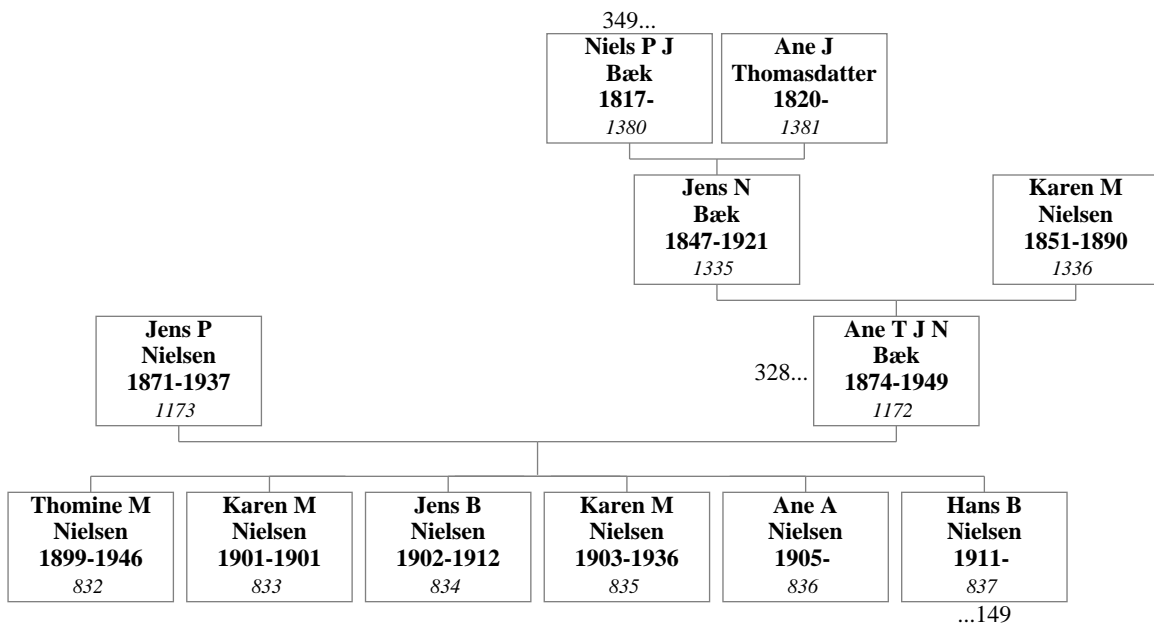 349...
Niels P J
Bæk
1817-
1380
Ane J
Thomasdatter
1820-
1381
Jens N
Bæk
1847-1921
1335
Karen M
Nielsen
1851-1890
1336
Jens P
Nielsen
1871-1937
1173
328...
Ane T J N
Bæk
1874-1949
1172
Thomine M
Nielsen
1899-1946
832
Karen M
Nielsen
1901-1901
833
Jens B
Nielsen
1902-1912
834
Karen M
Nielsen
1903-1936
835
Ane A
Nielsen
1905-
836
Hans B
Nielsen
1911-
837
...149